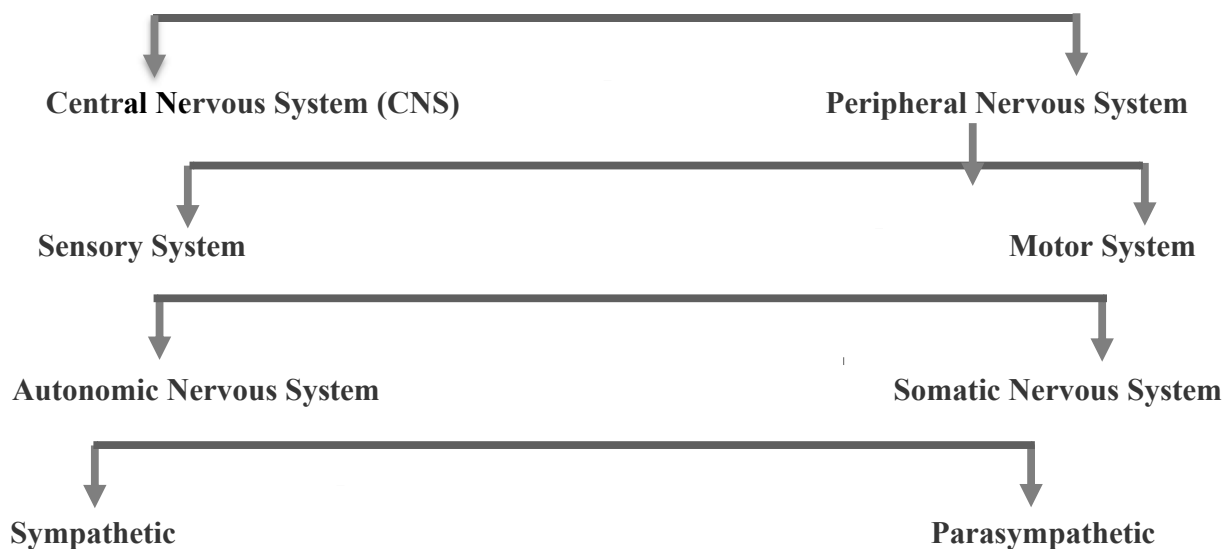 Central Nervous System (CNS) Peripheral Nervous System
Sensory System Motor System
Autonomic Nervous System Somatic Nervous System
Sympathetic Parasympathetic